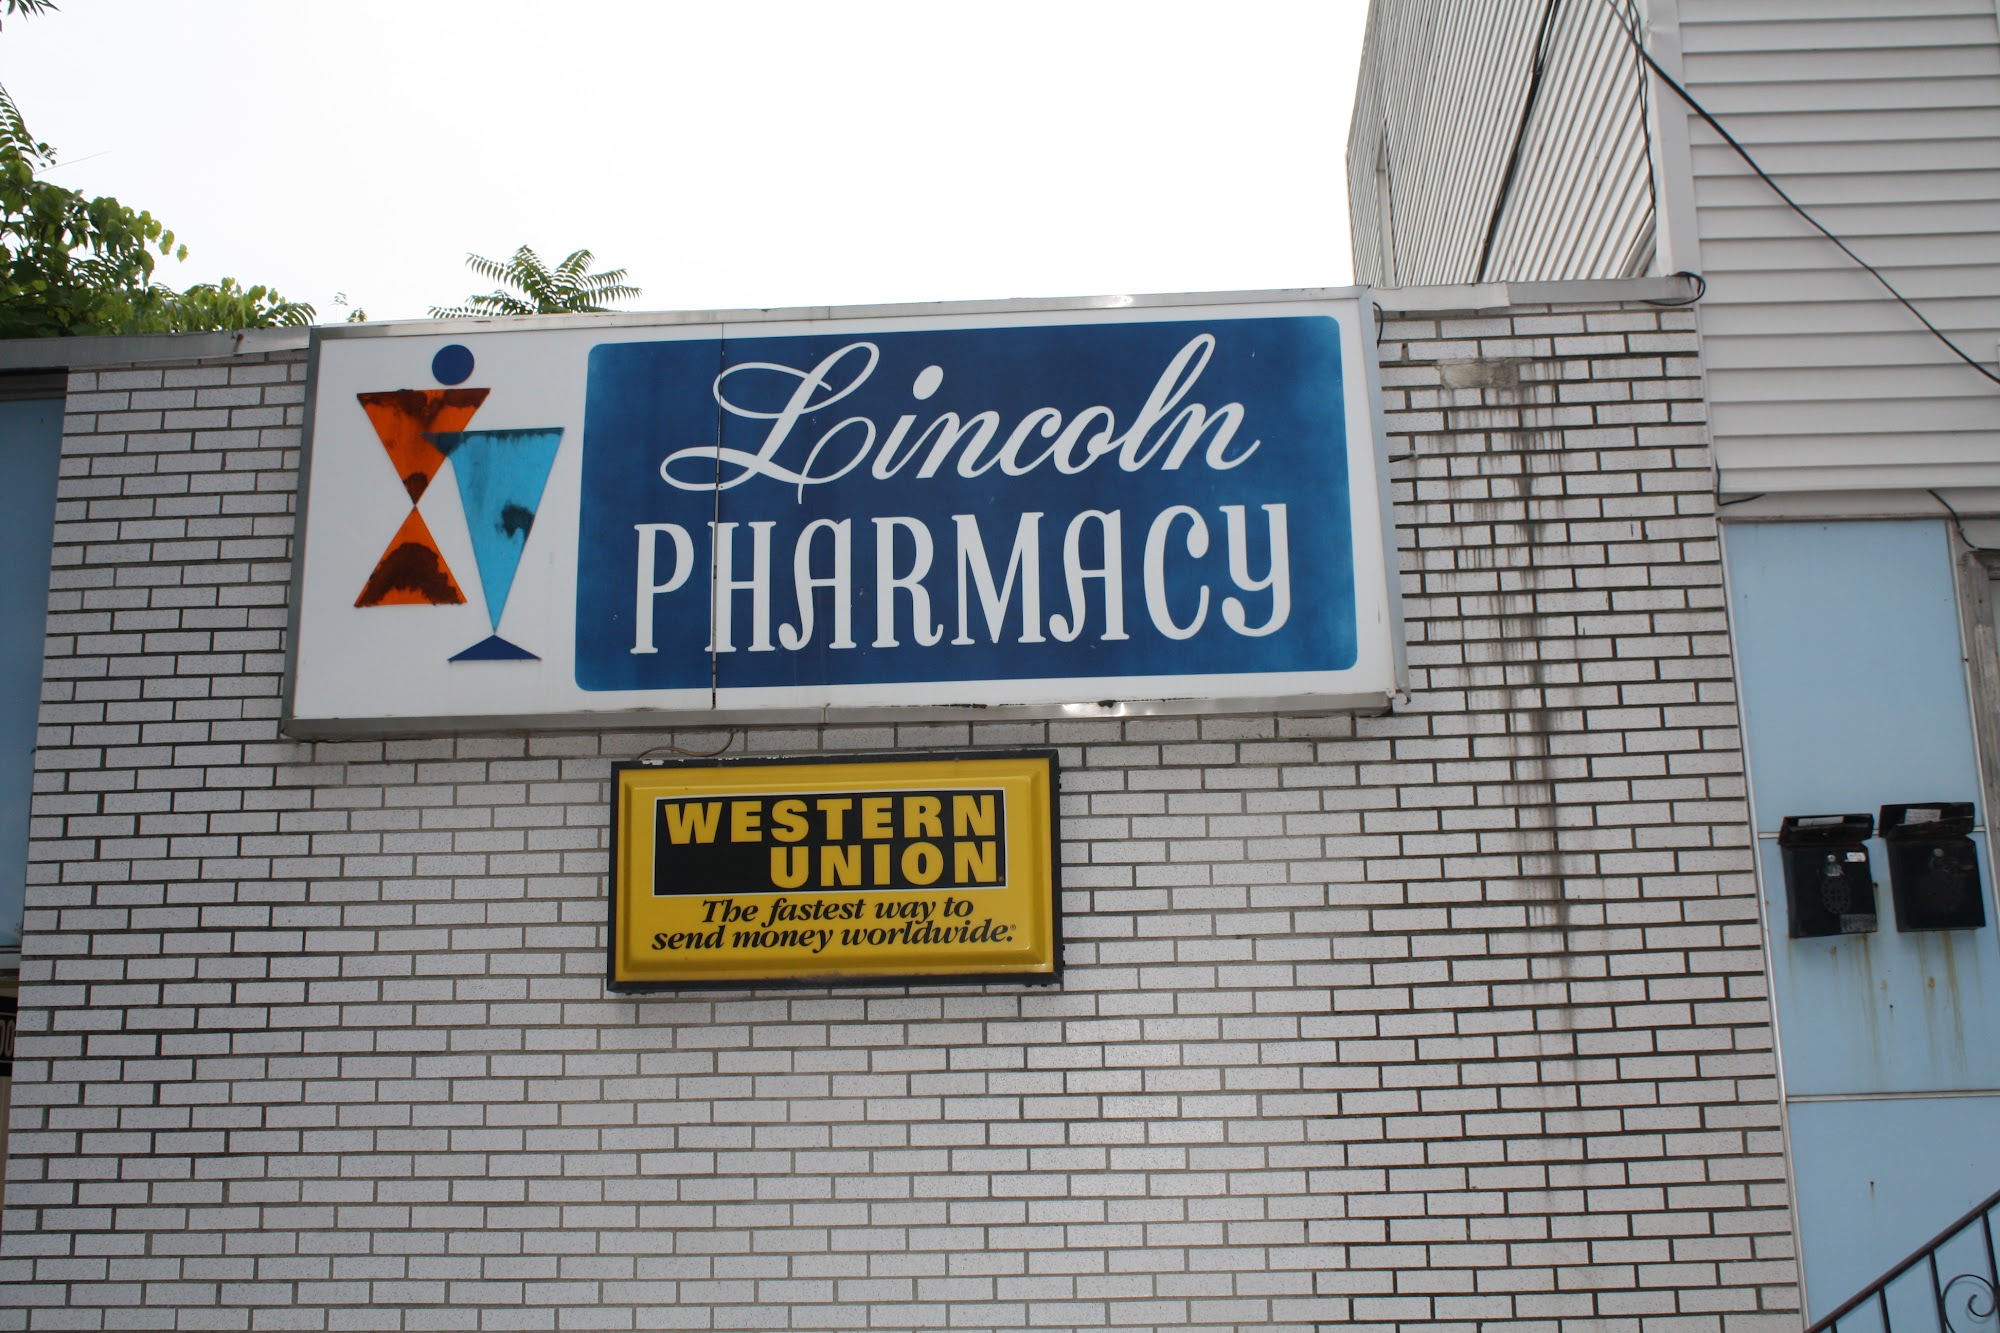 Lincoln
PHARMACY
WESTERN
UNION
The fastest way to
send money worldwide.®